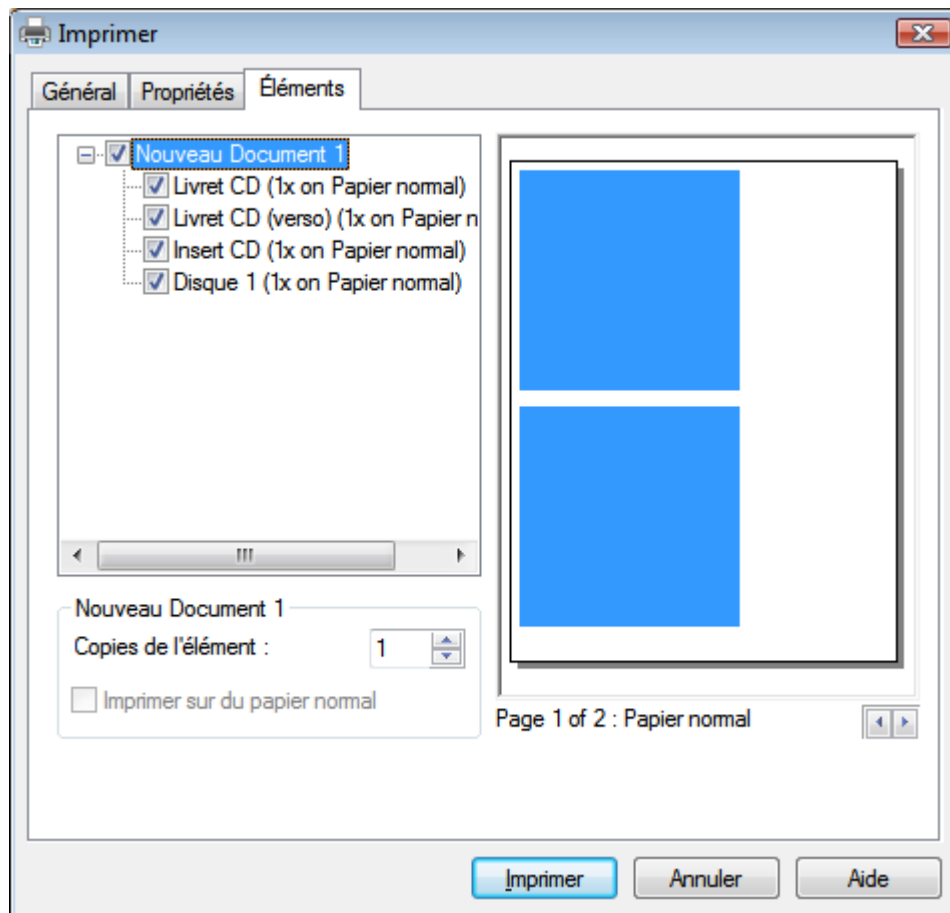 Imprimer
Général Propriétés Éléments
Nouveau Document 1
Livret CD (1x on Papier normal)
Livret CD (verso) (1x on Papier n
Insert CD (1x on Papier normal)
Disque 1 (1x on Papier normal)
Nouveau Document 1
Copies de l'élément : 1
Imprimer sur du papier normal
Page 1 of 2 : Papier normal
Imprimer Annuler Aide